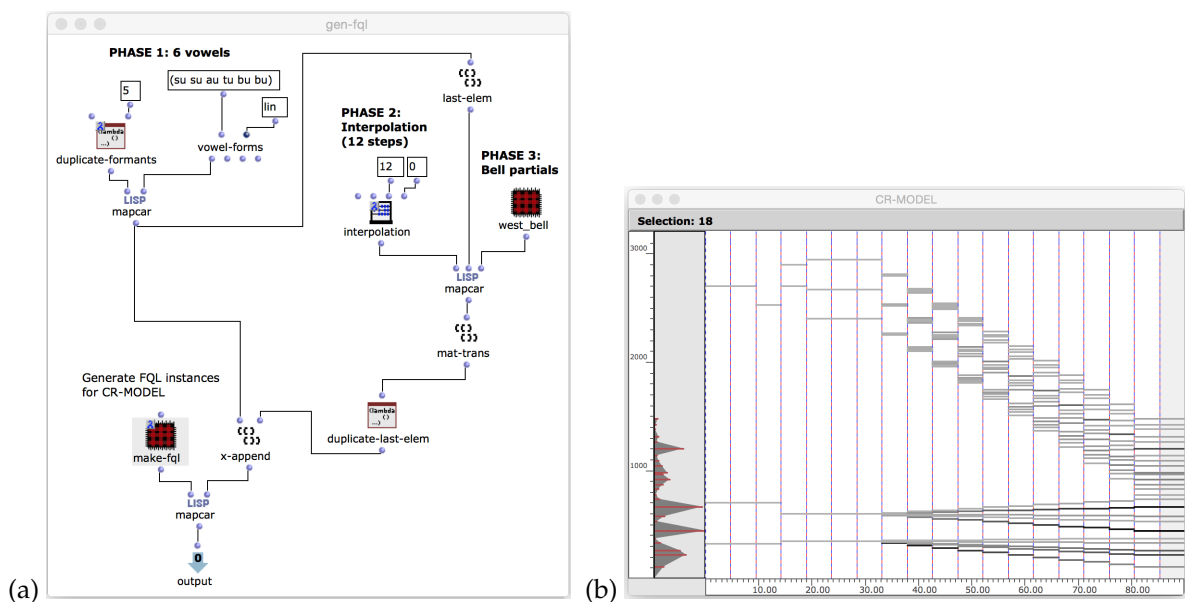 gen-fql
PHASE 1: 6 vowels
(su su au tu bu bu)
5
lin
(lambda
()
...)
duplicate-formants
vowel-forms
LISP
mapcar
last-elem
PHASE 2:
Interpolation
(12 steps)
12
0
interpolation
PHASE 3:
Bell partials
west_bell
LISP
mapcar
mat-trans
(lambda
()
...)
duplicate-last-elem
Generate FQL instances
for CR-MODEL
make-fql
x-append
LISP
mapcar
0
output
(a)
CR-MODEL
Selection: 18
3000
2000
1000
10.00 20.00 30.00 40.00 50.00 60.00 70.00 80.00
(b)